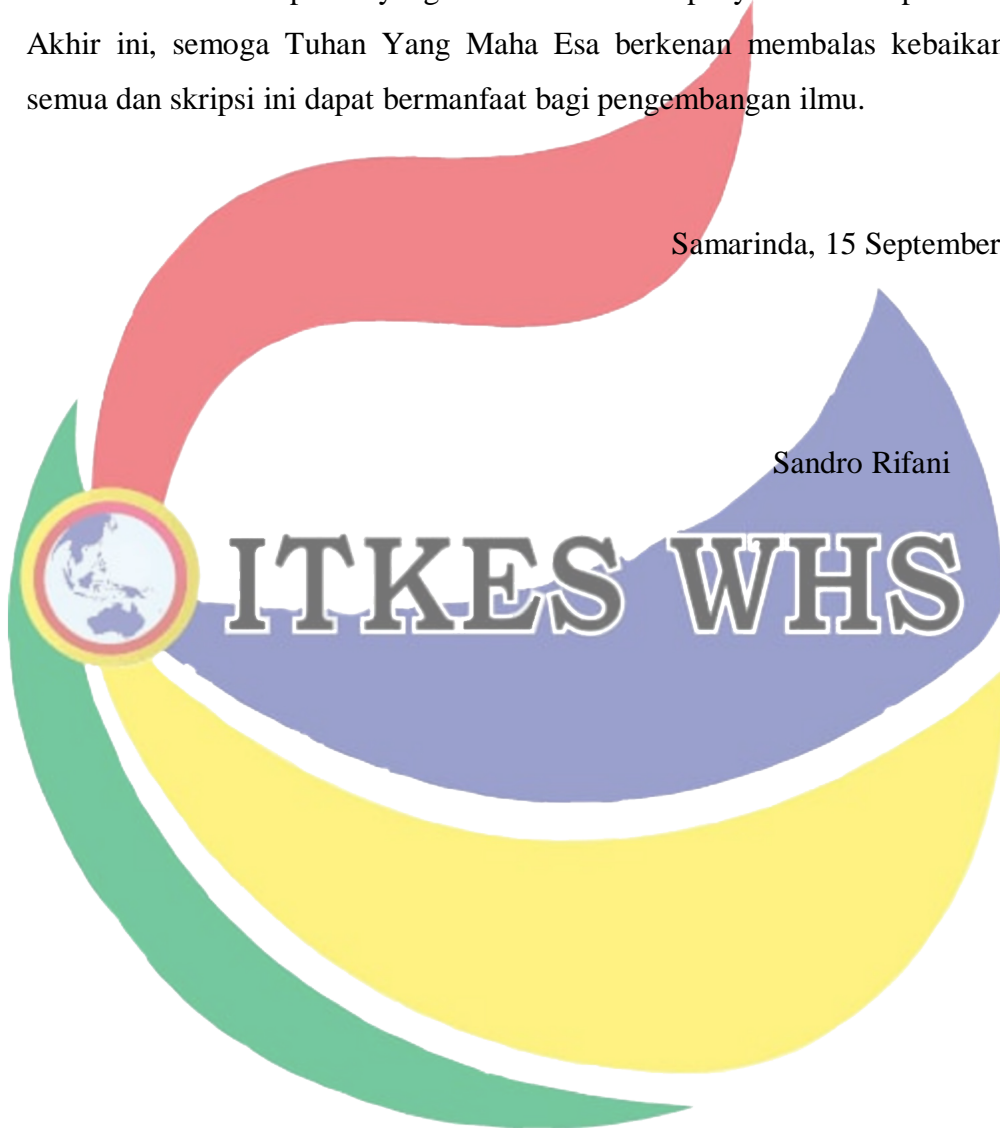 Akhir ini, semoga Tuhan Yang Maha Esa berkenan membalas kebaikan
semua dan skripsi ini dapat bermanfaat bagi pengembangan ilmu.
Samarinda, 15 September
Sandro Rifani
ITKES WHS